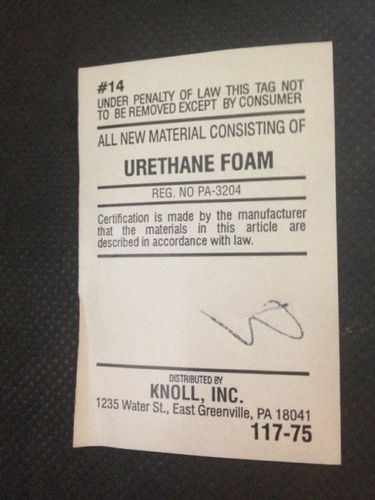 #14
UNDER PENALTY OF LAW THIS TAG NOT
TO BE REMOVED EXCEPT BY CONSUMER
ALL NEW MATERIAL CONSISTING OF
URETHANE FOAM
REG. NO PA-3204
Certification is made by the manufacturer
that the materials in this article are
described in accordance with law.
DISTRIBUTED BY
KNOLL, INC.
1235 Water St., East Greenville, PA 18041
117-75